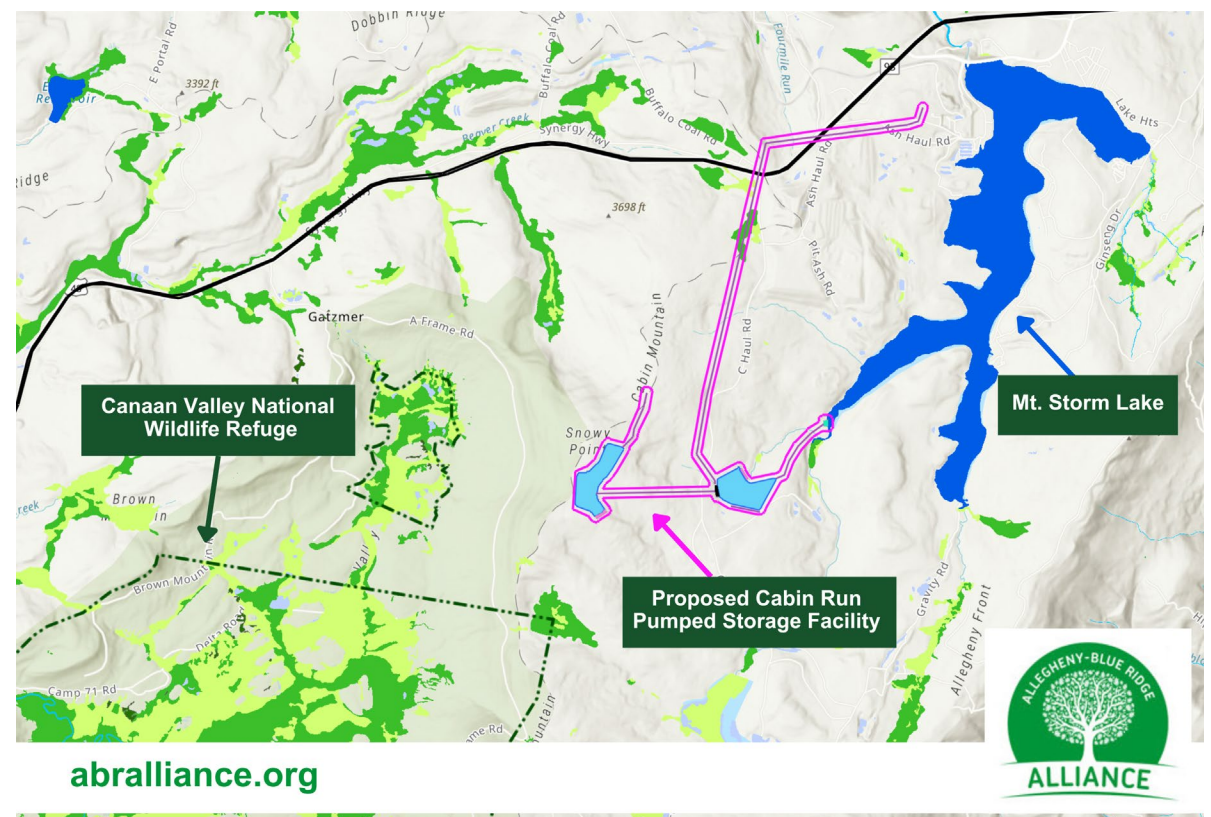 Dobbin Ridge
E Portal Rd
3392 ft
Buffalo Coal Rd
Fourmile Run
93
Lake Hts
Beaver Creek
Synergy Hwy
Buffalo Coal Rd
Ash Haul Rd
Ash Haul Rd
Ridge
3698 ft
Ginseng Dr
Pit Ash Rd
Gatzmer
A Frame Rd
Cabin Mountain
C Haul Rd
Canaan Valley National
Wildlife Refuge
Mt. Storm Lake
Snowy
Point
Brown
Creek
Brown Mountain
Valley
Proposed Cabin Run
Pumped Storage Facility
Gravity Rd
Allegheny Front
Camp 71 Rd
ALLEGHENY-BLUE RIDGE
ALLIANCE
abralliance.org